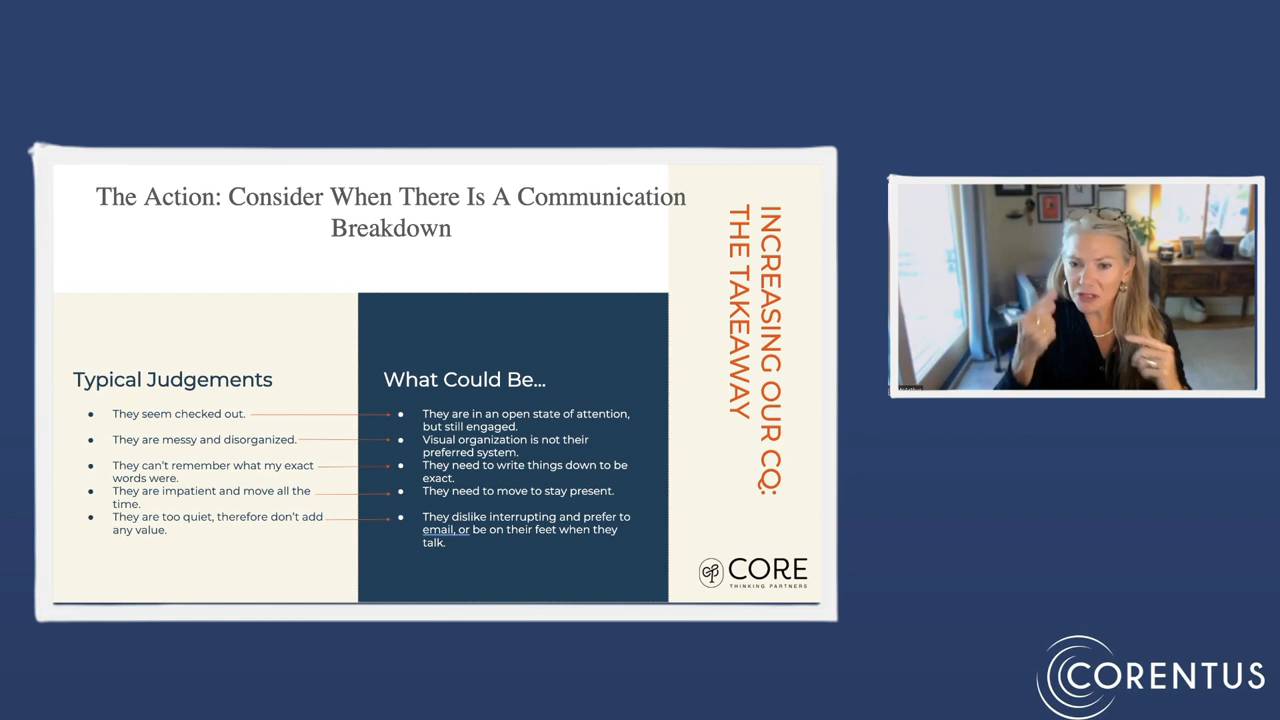 The Action: Consider When There Is A Communication
Breakdown
Typical Judgements
● They seem checked out.
● They are messy and disorganized.
● They can’t remember what my exact
words were.
● They are impatient and move all the
time.
● They are too quiet, therefore don’t add
any value.
What Could Be...
● They are in an open state of attention,
but still engaged.
● Visual organization is not their
preferred system.
● They need to write things down to be
exact.
● They need to move to stay present.
● They dislike interrupting and prefer to
email, or be on their feet when they
talk.
INCREASING OUR CQ:
THE TAKEAWAY
CORE
THINKING PARTNERS
CORENTUS